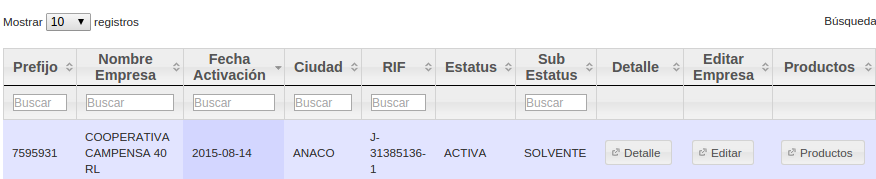 Mostrar 10 registros Búsqueda
Prefijo Nombre Empresa Fecha Activación Ciudad RIF Estatus Sub Estatus Detalle Editar Empresa Productos
Buscar Buscar Buscar Buscar Buscar Buscar
7595931 COOPERATIVA CAMPENSA 40 RL 2015-08-14 ANACO J-31385136-1 ACTIVA SOLVENTE Detalle Editar Productos